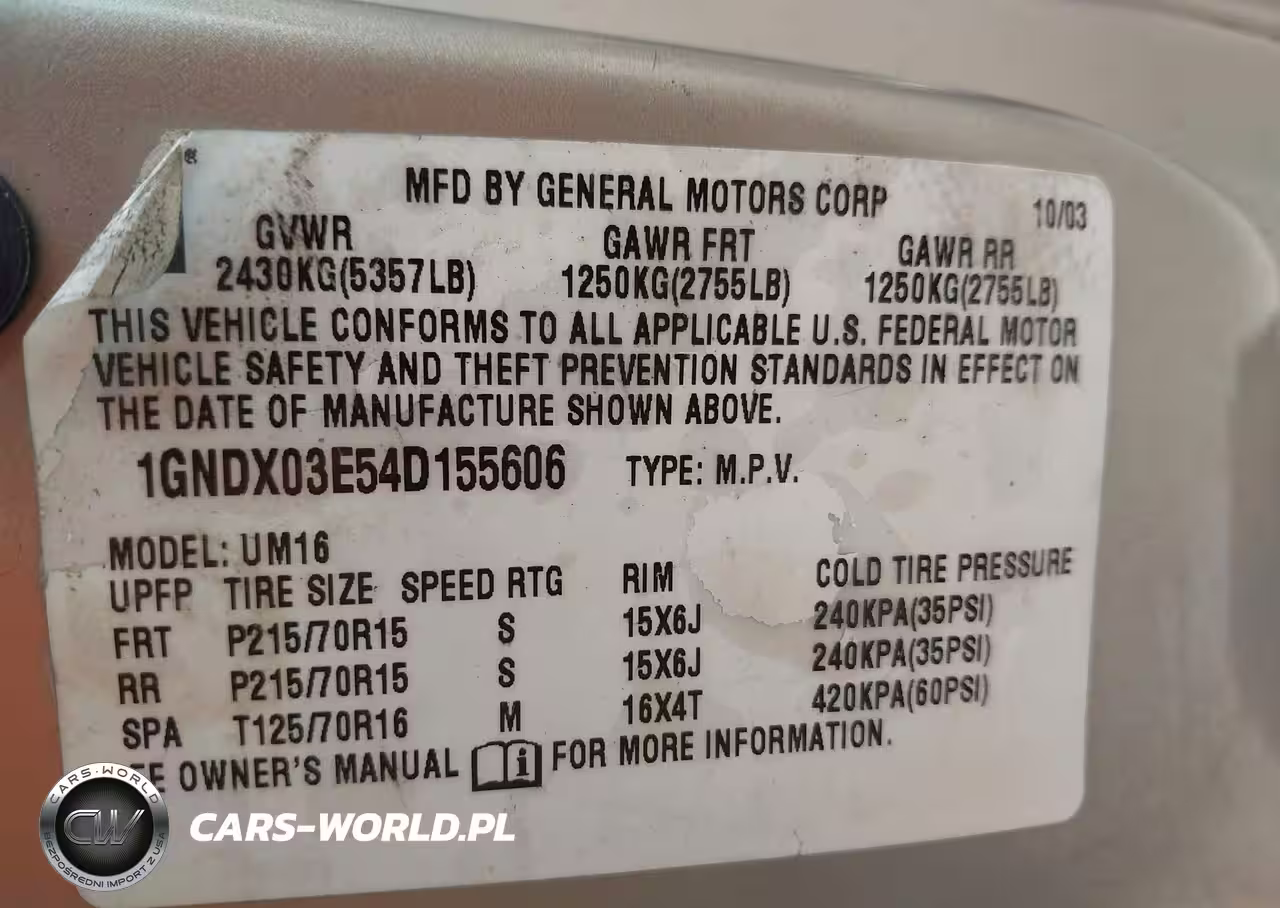 ®
MFD BY GENERAL MOTORS CORP 10/03
GVWR GAWR FRT GAWR RR
2430KG(5357LB) 1250KG(2755LB) 1250KG(2755LB)
THIS VEHICLE CONFORMS TO ALL APPLICABLE U.S. FEDERAL MOTOR
VEHICLE SAFETY AND THEFT PREVENTION STANDARDS IN EFFECT ON
THE DATE OF MANUFACTURE SHOWN ABOVE.
1GNDX03E54D155606 TYPE: M.P.V.
MODEL: UM16
UPFP TIRE SIZE SPEED RTG RIM COLD TIRE PRESSURE
FRT P215/70R15 S 15X6J 240KPA(35PSI)
RR P215/70R15 S 15X6J 240KPA(35PSI)
SPA T125/70R16 M 16X4T 420KPA(60PSI)
EE OWNER'S MANUAL i FOR MORE INFORMATION.
CARS-WORLD
CW
BEZPOŚREDNI IMPORT Z USA
CARS-WORLD.PL